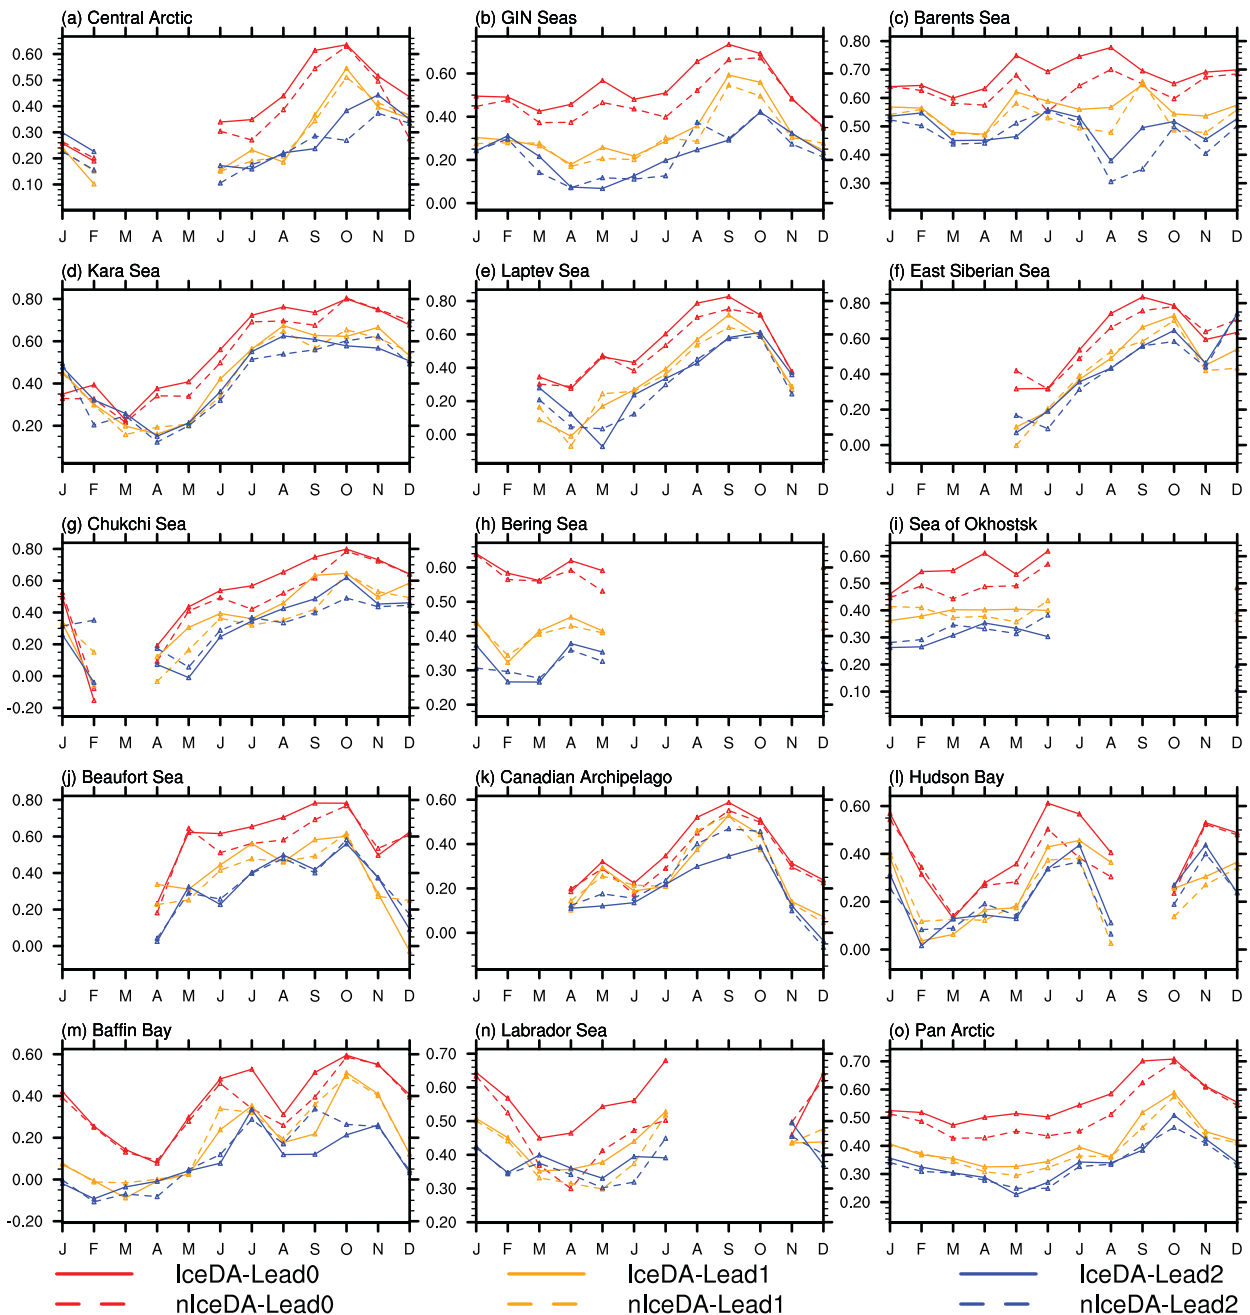 (a) Central Arctic
(b) GIN Seas
(c) Barents Sea
0.60
0.50
0.40
0.30
0.20
0.10
0.60
0.40
0.20
0.00
0.80
0.70
0.60
0.50
0.40
0.30
J F M A M J J A S O N D
J F M A M J J A S O N D
J F M A M J J A S O N D
(d) Kara Sea
(e) Laptev Sea
(f) East Siberian Sea
0.80
0.60
0.40
0.20
0.80
0.60
0.40
0.20
0.00
0.80
0.60
0.40
0.20
0.00
J F M A M J J A S O N D
J F M A M J J A S O N D
J F M A M J J A S O N D
(g) Chukchi Sea
(h) Bering Sea
(i) Sea of Okhostsk
0.80
0.60
0.40
0.20
0.00
-0.20
0.60
0.50
0.40
0.30
0.20
0.60
0.50
0.40
0.30
0.20
0.10
J F M A M J J A S O N D
J F M A M J J A S O N D
J F M A M J J A S O N D
(j) Beaufort Sea
(k) Canadian Archipelago
(l) Hudson Bay
0.80
0.60
0.40
0.20
0.00
0.60
0.40
0.20
0.00
0.60
0.40
0.20
0.00
J F M A M J J A S O N D
J F M A M J J A S O N D
J F M A M J J A S O N D
(m) Baffin Bay
(n) Labrador Sea
(o) Pan Arctic
0.60
0.40
0.20
0.00
-0.20
0.70
0.60
0.50
0.40
0.30
0.20
0.70
0.60
0.50
0.40
0.30
0.20
J F M A M J J A S O N D
J F M A M J J A S O N D
J F M A M J J A S O N D
IceDA-Lead0
IceDA-Lead1
IceDA-Lead2
nIceDA-Lead0
nIceDA-Lead1
nIceDA-Lead2